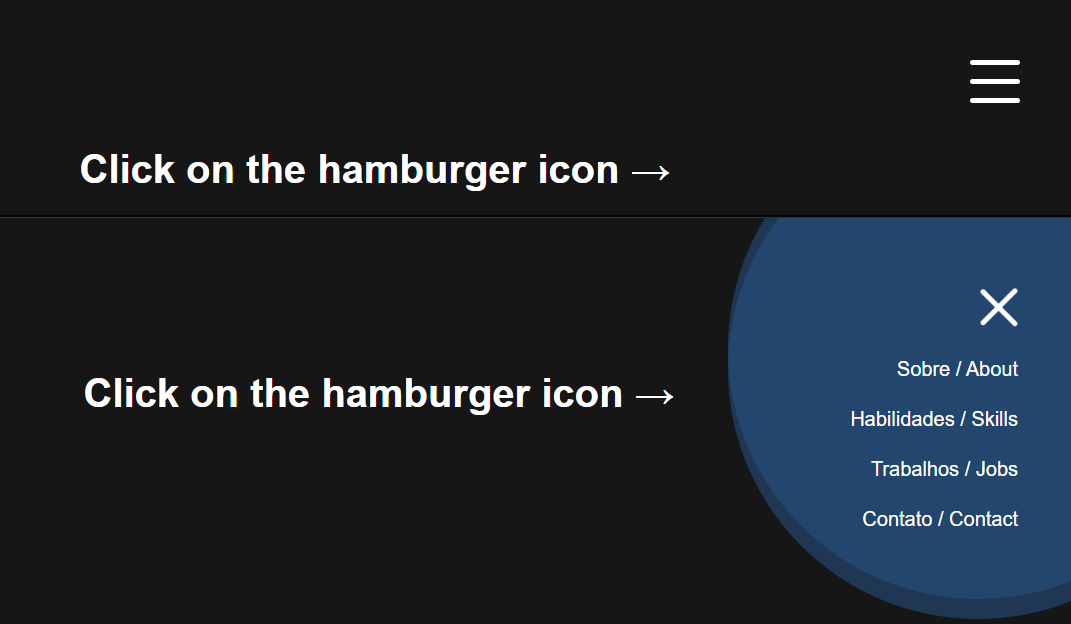 Click on the hamburger icon →
Click on the hamburger icon →
Sobre / About
Habilidades / Skills
Trabalhos / Jobs
Contato / Contact